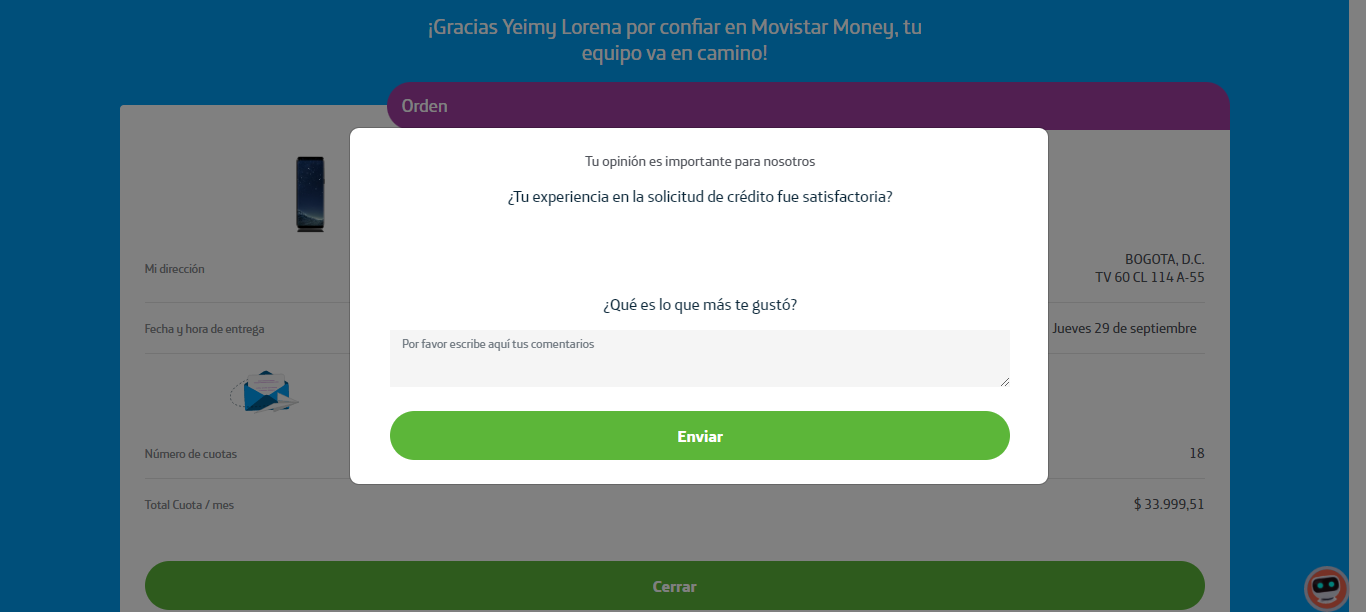 ¡Gracias Yeimy Lorena por confiar en Movistar Money, tu
equipo va en camino!
Orden
Tu opinión es importante para nosotros
¿Tu experiencia en la solicitud de crédito fue satisfactoria?
¿Qué es lo que más te gustó?
Por favor escribe aquí tus comentarios
Enviar
Mi dirección
BOGOTA, D.C.
TV 60 CL 114 A-55
Fecha y hora de entrega
Jueves 29 de septiembre
Número de cuotas
18
Total Cuota / mes
$ 33.999,51
Cerrar